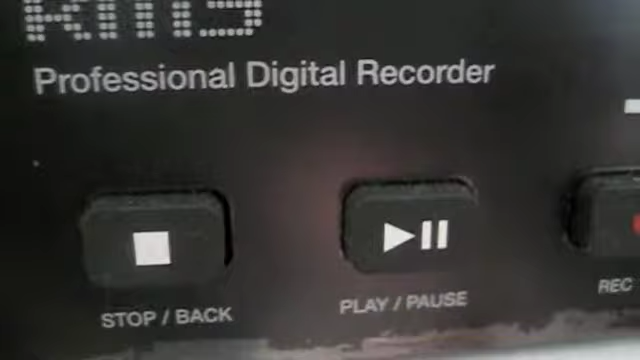 Professional Digital Recorder
STOP / BACK
PLAY / PAUSE
REC